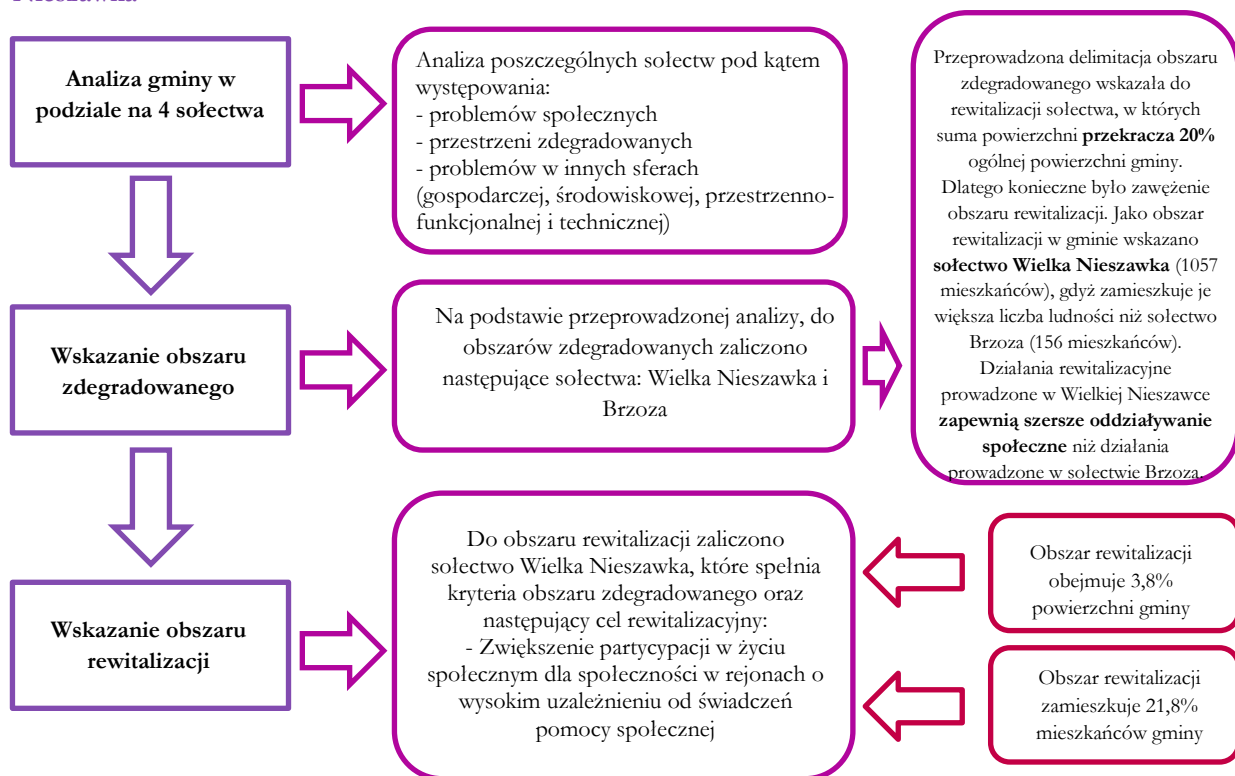 Analiza gminy w
podziale na 4 sołectwa
Analiza poszczególnych sołectw pod kątem
występowania:
- problemów społecznych
- przestrzeni zdegradowanych
- problemów w innych sferach
(gospodarczej, środowiskowej, przestrzenno-
funkcjonalnej i technicznej)
Przeprowadzona delimitacja obszaru
zdegradowanego wskazała do
rewitalizacji sołectwa, w których
suma powierzchni przekracza 20%
ogólnej powierzchni gminy.
Dlatego konieczne było zawężenie
obszaru rewitalizacji. Jako obszar
rewitalizacji w gminie wskazano
sołectwo Wielka Nieszawka (1057
mieszkańców), gdyż zamieszkuje je
większa liczba ludności niż sołectwo
Brzoza (156 mieszkańców).
Działania rewitalizacyjne
prowadzone w Wielkiej Nieszawce
zapewnią szersze oddziaływanie
społeczne niż działania
prowadzone w sołectwie Brzoza.
Wskazanie obszaru
zdegradowanego
Na podstawie przeprowadzonej analizy, do
obszarów zdegradowanych zaliczono
następujące sołectwa: Wielka Nieszawka i
Brzoza
Wskazanie obszaru
rewitalizacji
Do obszaru rewitalizacji zaliczono
sołectwo Wielka Nieszawka, które spełnia
kryteria obszaru zdegradowanego oraz
następujący cel rewitalizacyjny:
- Zwiększenie partycypacji w życiu
społecznym dla społeczności w rejonach o
wysokim uzależnieniu od świadczeń
pomocy społecznej
Obszar rewitalizacji
obejmuje 3,8%
powierzchni gminy
Obszar rewitalizacji
zamieszkuje 21,8%
mieszkańców gminy